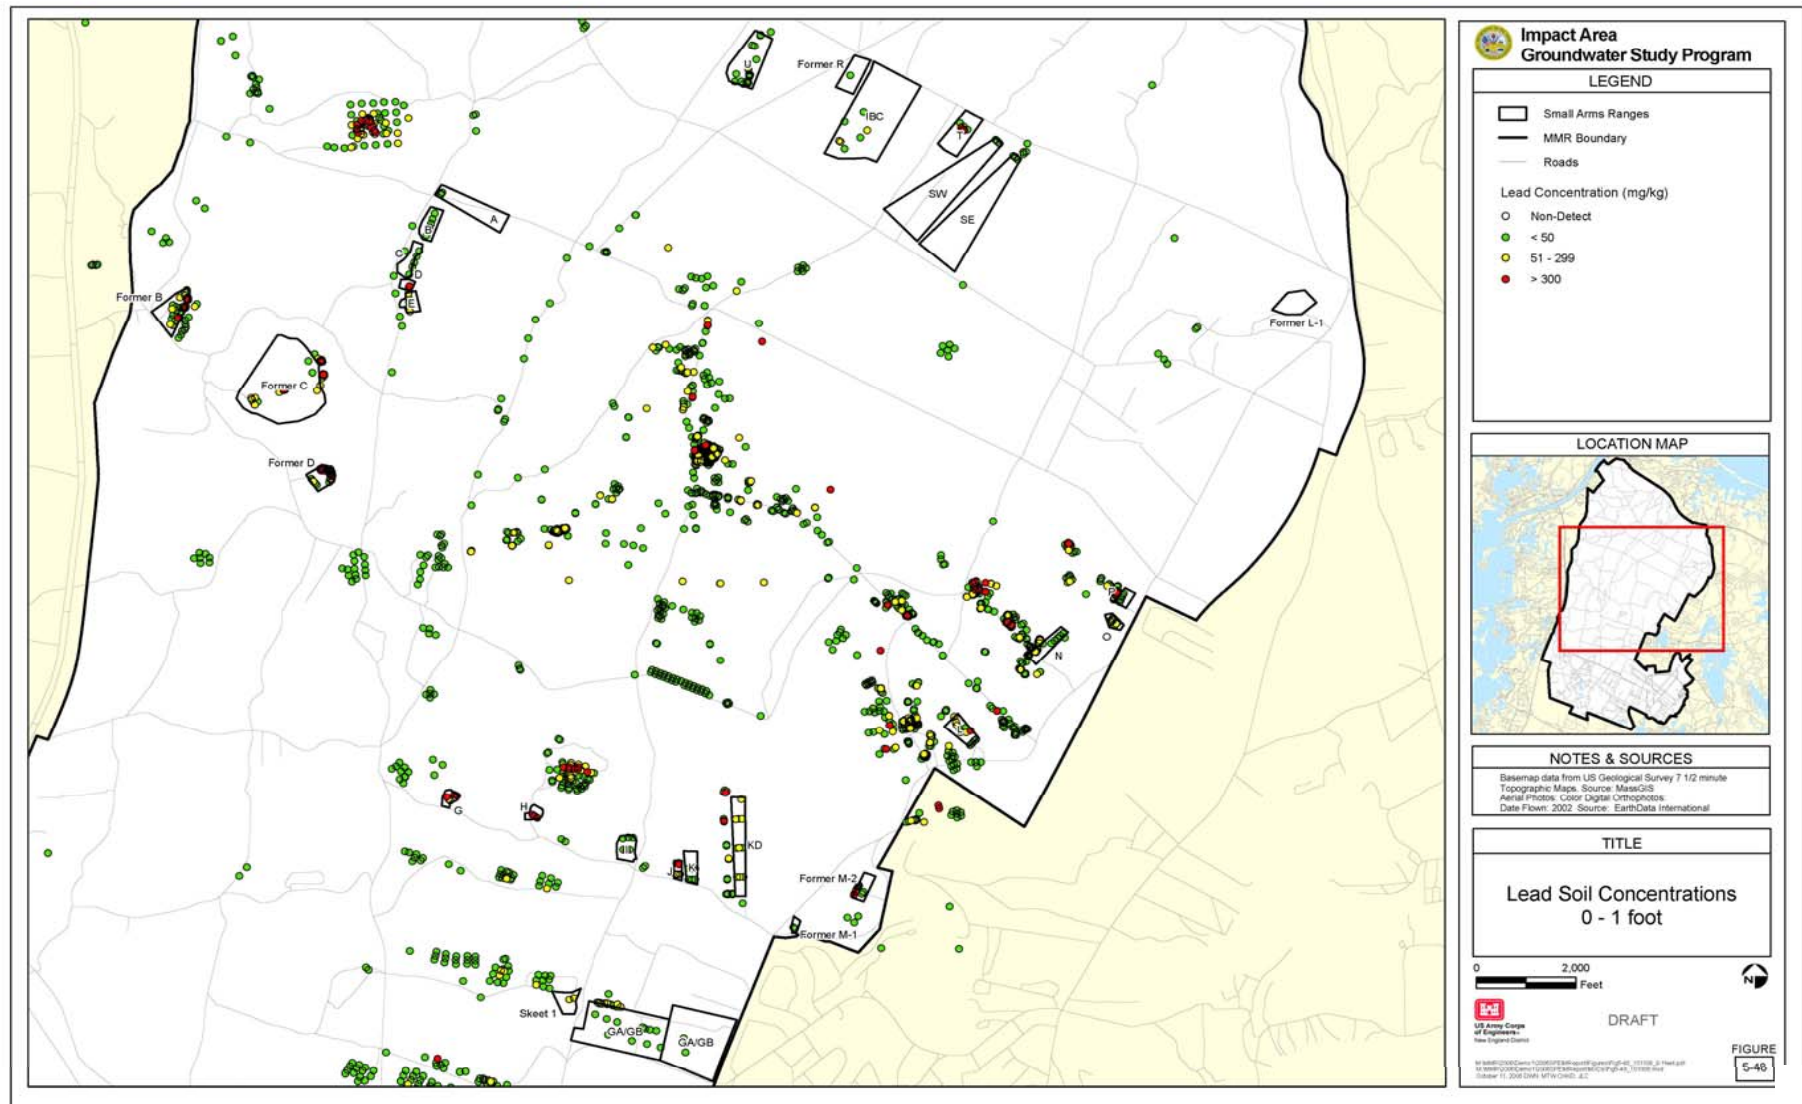 Impact Area
Groundwater Study Program
LEGEND
Small Arms Ranges
MMR Boundary
Roads
Lead Concentration (mg/kg)
Non-Detect
< 50
51 - 299
> 300
LOCATION MAP
NOTES & SOURCES
Basemap data from US Geological Survey 7 1/2 minute
Topographic Maps. Source: MassGIS
Aerial Photos: Color Digital Orthophotos.
Date Flown: 2002 Source: EarthData International
TITLE
Lead Soil Concentrations
0 - 1 foot
0 2,000
Feet
N
US Army Corps
of Engineers
New England District
DRAFT
FIGURE
5-46
U
Former R
IBC
T
SW
SE
A
B
C
D
E
Former B
Former L-1
Former C
Former D
P
O
N
G
H
J
K
KD
Former M-2
Former M-1
Skeet 1
GA/GB
GA/GB